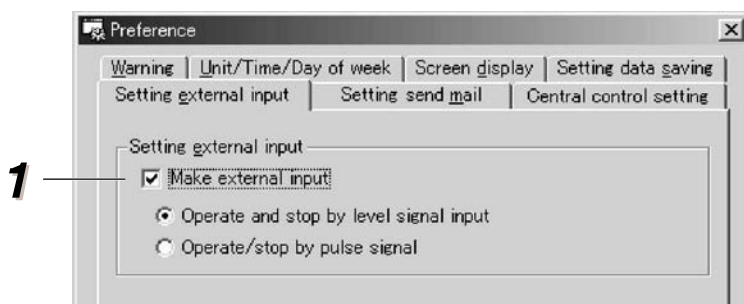 Preference
Warning Unit/Time/Day of week Screen display Setting data saving
Setting external input Setting send mail Central control setting
Setting external input
1 Make external input
Operate and stop by level signal input
Operate/stop by pulse signal